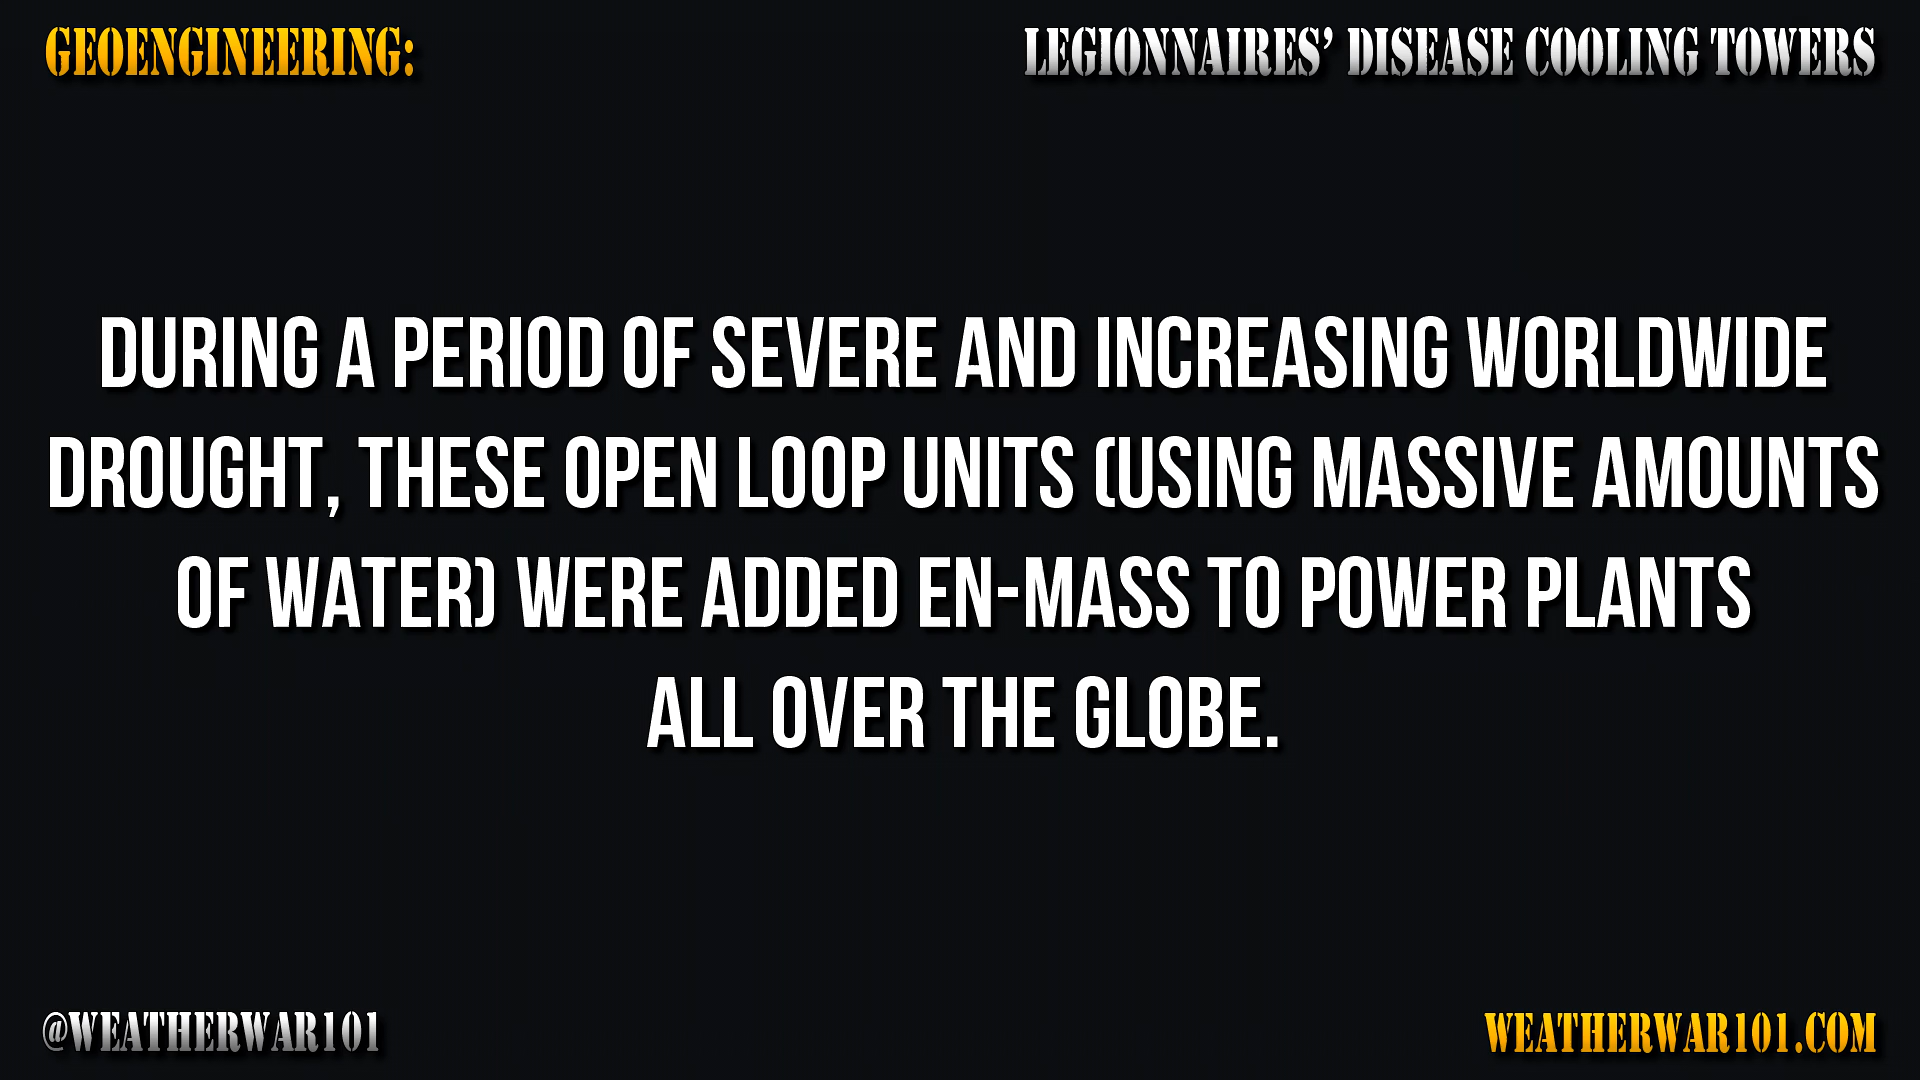 GEOENGINEERING:
LEGIONNAIRES’ DISEASE COOLING TOWERS
DURING A PERIOD OF SEVERE AND INCREASING WORLDWIDE
DROUGHT, THESE OPEN LOOP UNITS (USING MASSIVE AMOUNTS
OF WATER) WERE ADDED EN-MASS TO POWER PLANTS
ALL OVER THE GLOBE.
@WEATHERWAR101
WEATHERWAR101.COM